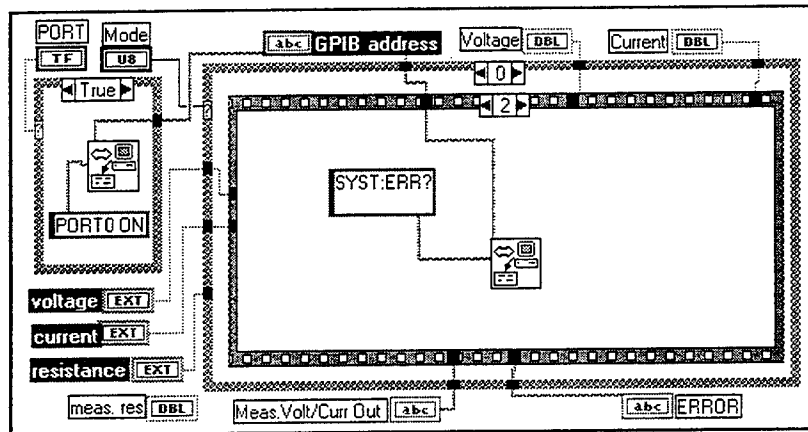 PORT
Mode
abc GPIB address
Voltage DBL
Current DBL
TF
U8
True
0
2
SYST:ERR?
PORT0 ON
voltage EXT
current EXT
resistance EXT
meas. res DBL
Meas.Volt/Curr Out abc
abc ERROR